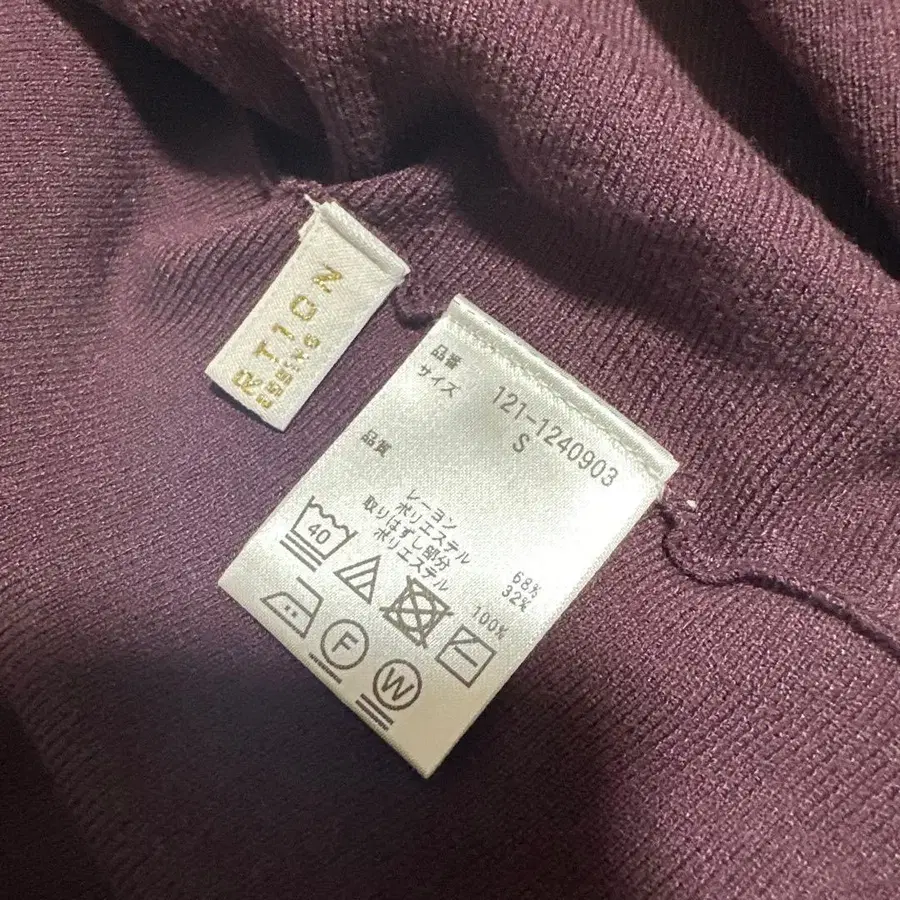 RTION
品番 121-1240903
サイズ S
品質
レーヨン 68%
ポリエステル 32%
取りはずし部分
ポリエステル 100%
40
F
W